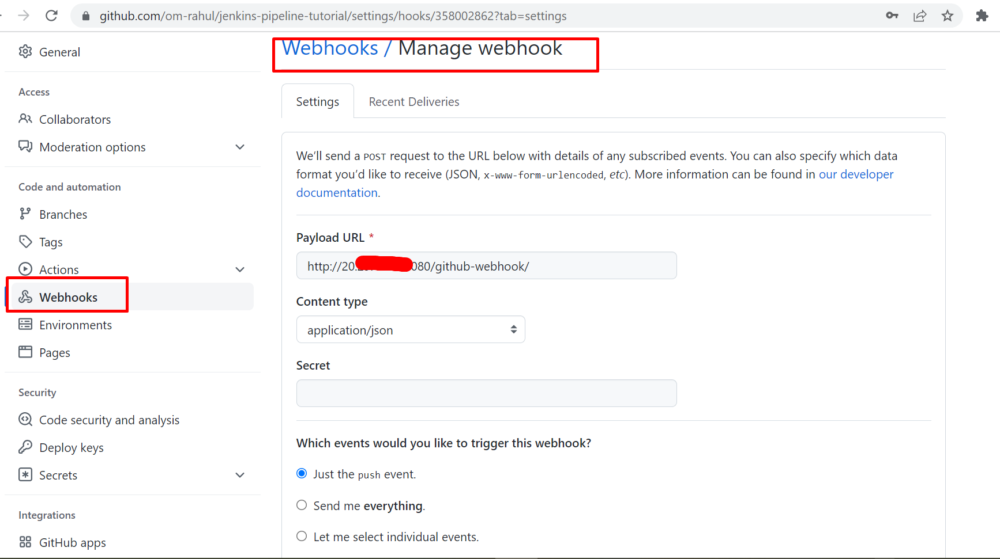 github.com/om-rahul/jenkins-pipeline-tutorial/settings/hooks/358002862?tab=settings
General
Access
Collaborators
Moderation options
Code and automation
Branches
Tags
Actions
Webhooks
Environments
Pages
Security
Code security and analysis
Deploy keys
Secrets
Integrations
GitHub apps
Webhooks / Manage webhook
Settings
Recent Deliveries
We’ll send a POST request to the URL below with details of any subscribed events. You can also specify which data
format you’d like to receive (JSON, x-www-form-urlencoded, etc). More information can be found in our developer
documentation.
Payload URL *
http://20. 080/github-webhook/
Content type
application/json
Secret
Which events would you like to trigger this webhook?
Just the push event.
Send me everything.
Let me select individual events.